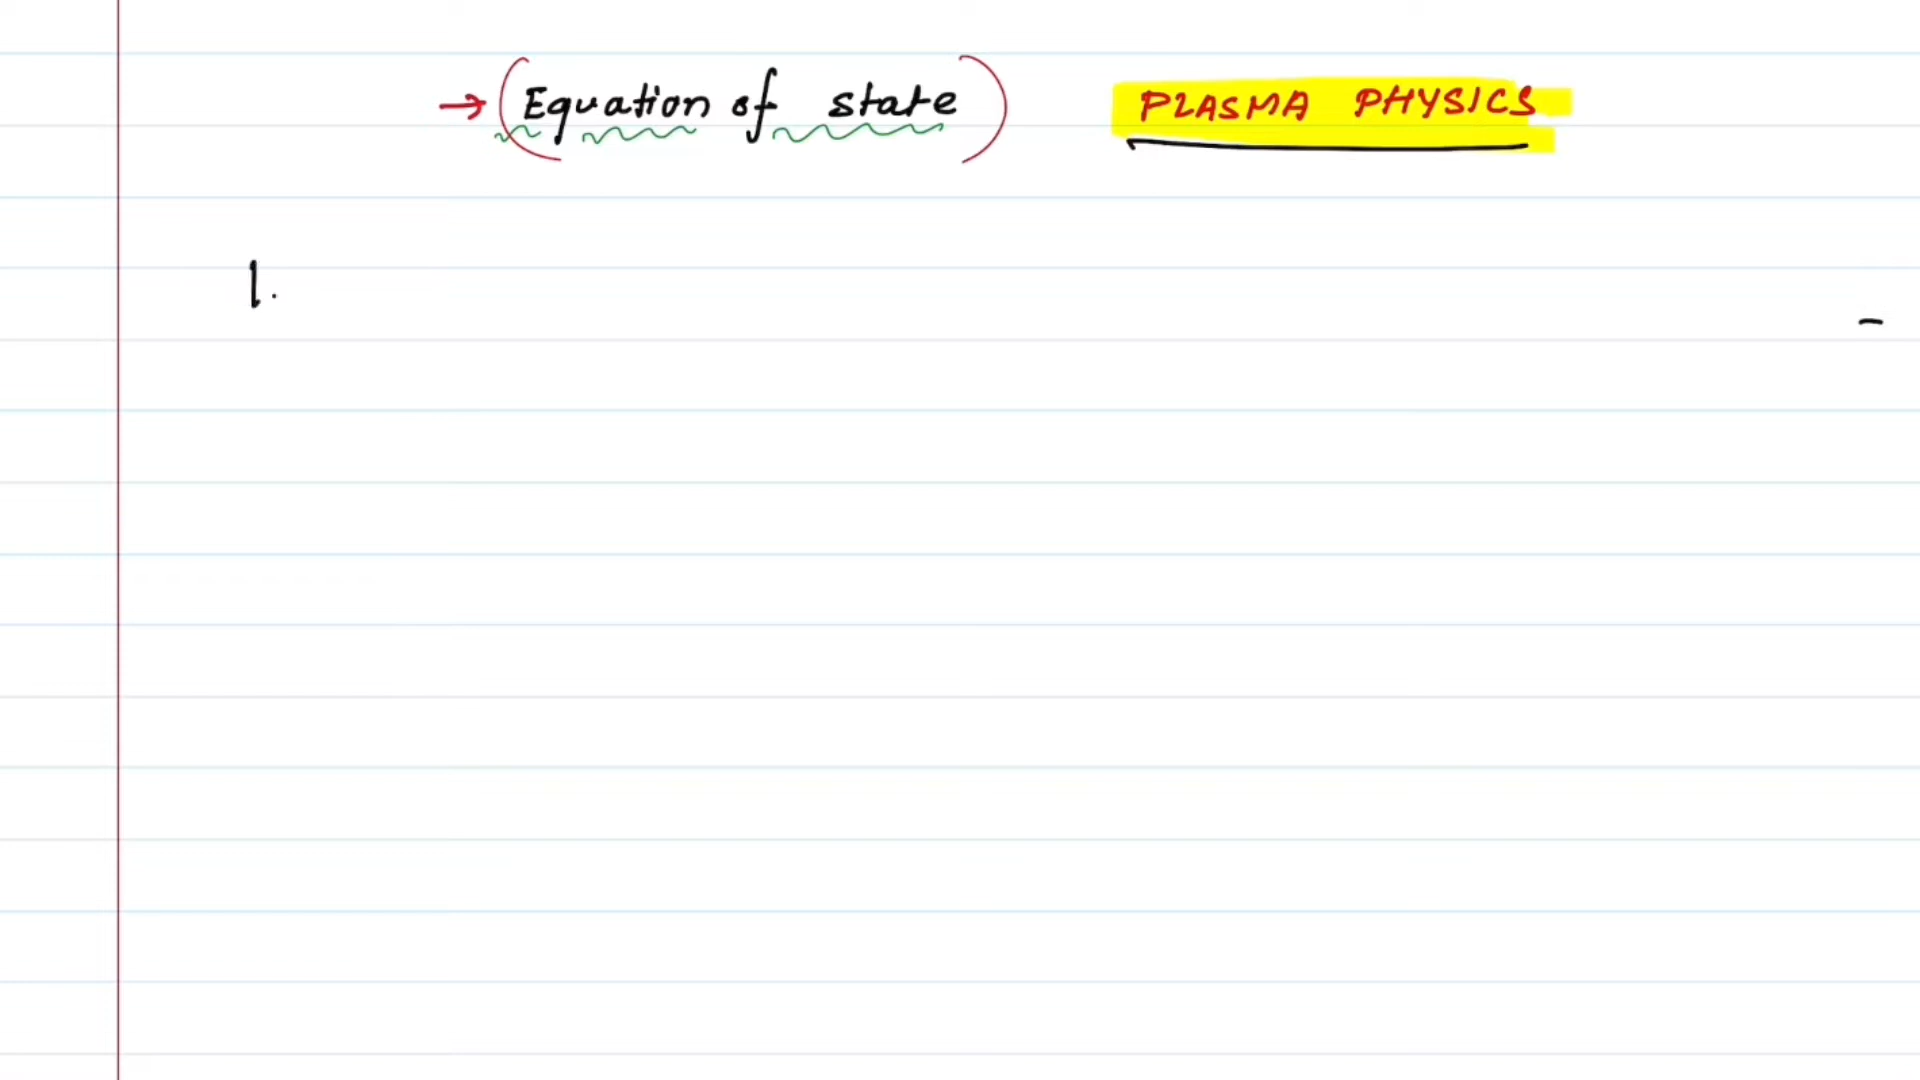 → (Equation of state) PLASMA PHYSICS
1.
-